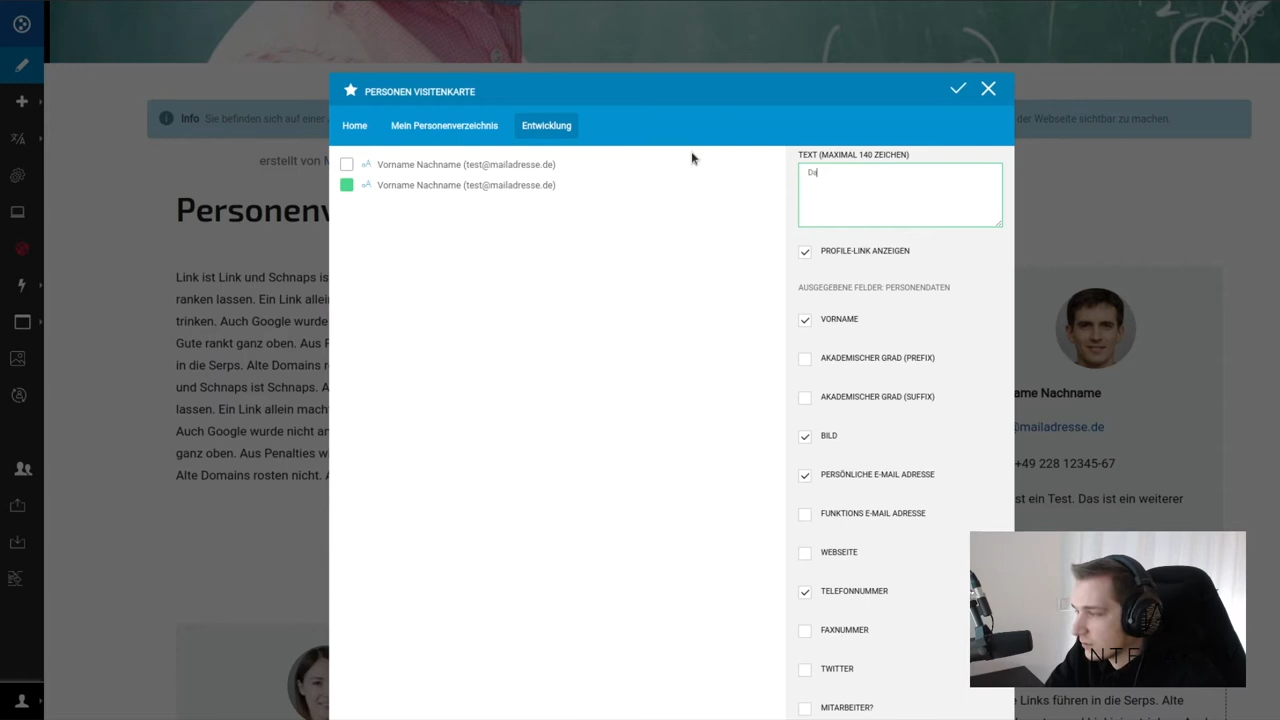 PERSONEN VISITENKARTE
Home Mein Personenverzeichnis Entwicklung
Info Sie befinden sich auf einer
der Webseite sichtbar zu machen.
erstellt von
Vorname Nachname (test@mailadresse.de)
Vorname Nachname (test@mailadresse.de)
TEXT (MAXIMAL 140 ZEICHEN)
Da
PROFILE-LINK ANZEIGEN
AUSGEGEBENE FELDER: PERSONENDATEN
VORNAME
AKADEMISCHER GRAD (PREFIX)
AKADEMISCHER GRAD (SUFFIX)
BILD
PERSÖNLICHE E-MAIL ADRESSE
FUNKTIONS E-MAIL ADRESSE
WEBSEITE
TELEFONNUMMER
FAXNUMMER
TWITTER
MITARBEITER?
Personenv
Link ist Link und Schnaps is
ranken lassen. Ein Link allein
trinken. Auch Google wurde
Gute rankt ganz oben. Aus P
in die Serps. Alte Domains r
und Schnaps ist Schnaps. A
lassen. Ein Link allein mach
Auch Google wurde nicht an
ganz oben. Aus Penalties w
Alte Domains rosten nicht. A
ame Nachname
@mailadresse.de
+49 228 12345-67
st ein Test. Das ist ein weiterer
e Links führen in die Serps. Alte